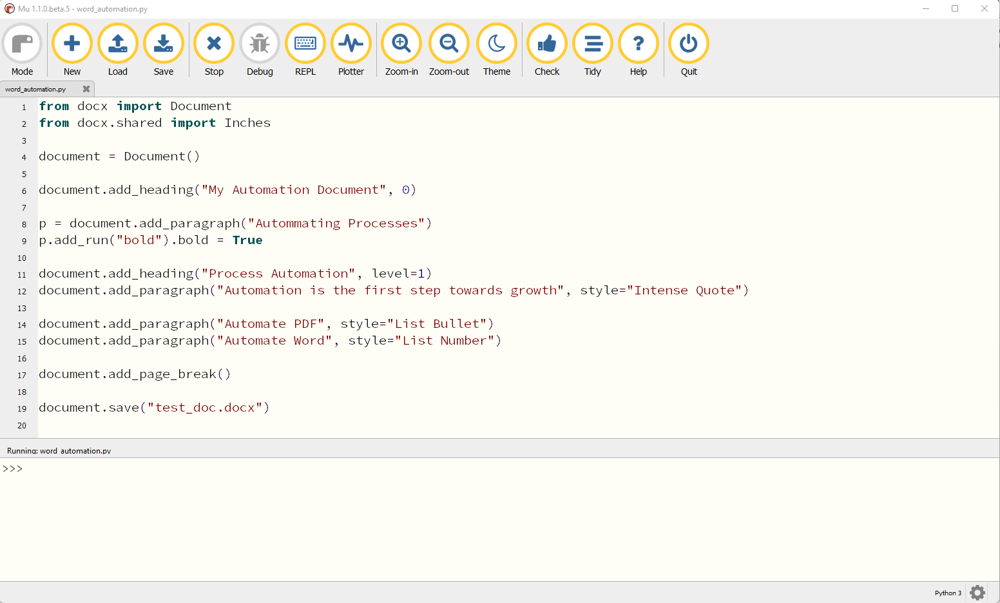 Mu 1.1.0.beta.5 - word_automation.py
Mode New Load Save Stop Debug REPL Plotter Zoom-in Zoom-out Theme Check Tidy Help Quit
word_automation.py
1 from docx import Document
2 from docx.shared import Inches
3
4 document = Document()
5
6 document.add_heading("My Automation Document", 0)
7
8 p = document.add_paragraph("Autommating Processes")
9 p.add_run("bold").bold = True
10
11 document.add_heading("Process Automation", level=1)
12 document.add_paragraph("Automation is the first step towards growth", style="Intense Quote")
13
14 document.add_paragraph("Automate PDF", style="List Bullet")
15 document.add_paragraph("Automate Word", style="List Number")
16
17 document.add_page_break()
18
19 document.save("test_doc.docx")
20
Running: word_automation.py
>>>
Python 3